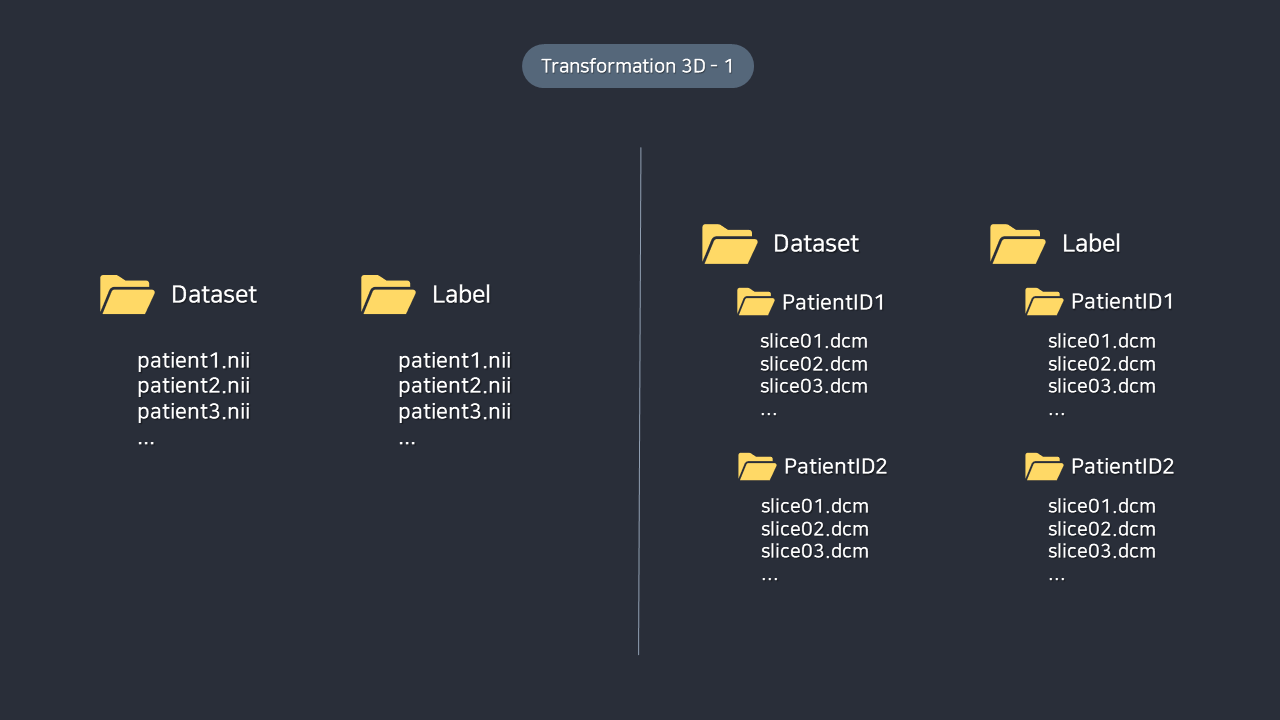 Transformation 3D - 1
Dataset
patient1.nii
patient2.nii
patient3.nii
...
Label
patient1.nii
patient2.nii
patient3.nii
...
Dataset
PatientID1
slice01.dcm
slice02.dcm
slice03.dcm
...
PatientID2
slice01.dcm
slice02.dcm
slice03.dcm
...
Label
PatientID1
slice01.dcm
slice02.dcm
slice03.dcm
...
PatientID2
slice01.dcm
slice02.dcm
slice03.dcm
...